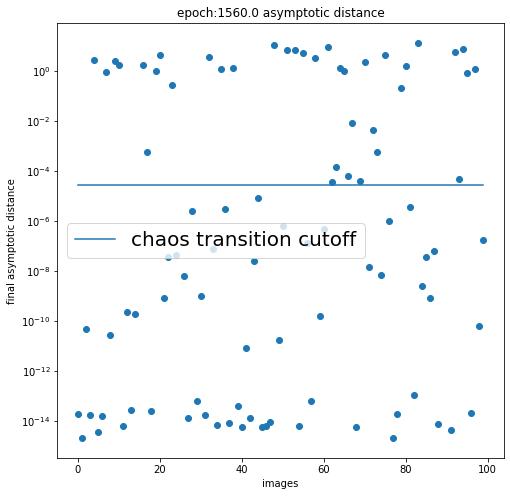 epoch:1560.0 asymptotic distance
final asymptotic distance
10^0
10^-2
10^-4
10^-6
10^-8
10^-10
10^-12
10^-14
chaos transition cutoff
0 20 40 60 80 100
images